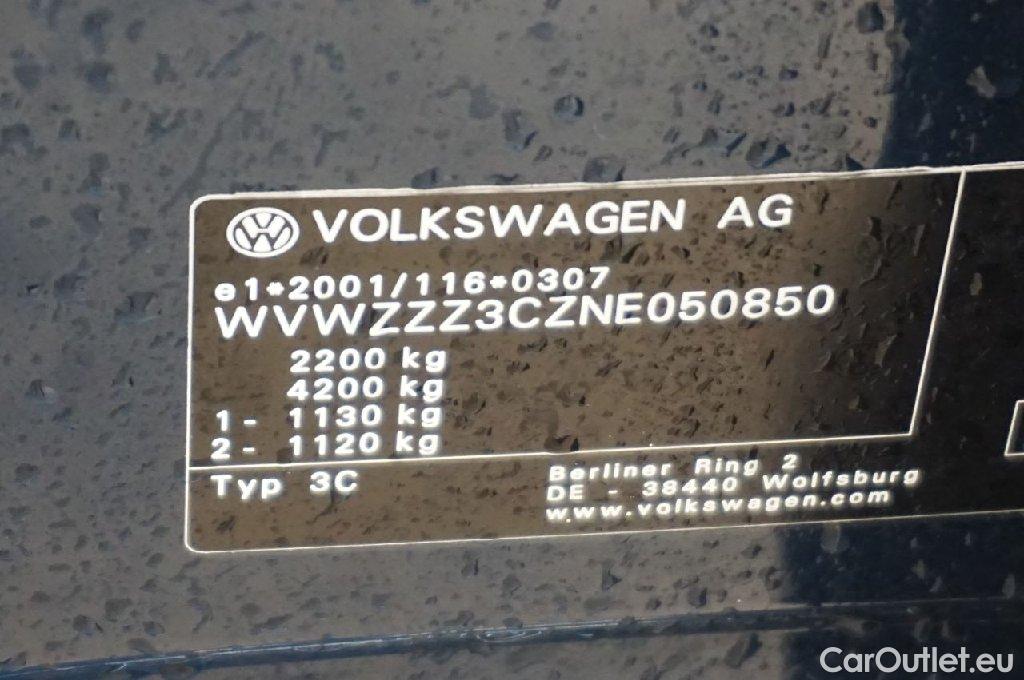 VOLKSWAGEN AG
e1*2001/116*0307
WVWZZZ3CZNE050850
2200 kg
4200 kg
1- 1130 kg
2- 1120 kg
Typ 3C
Berliner Ring 2
DE - 38440 Wolfsburg
www.volkswagen.com
CarOutlet.eu